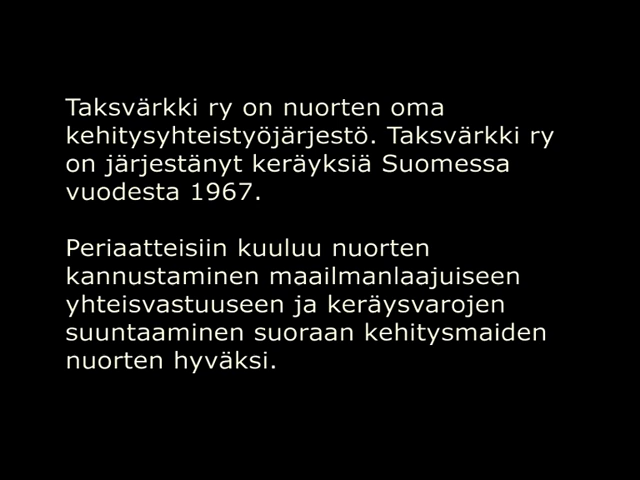 Taksvärkki ry on nuorten oma
kehitysyhteistyöjärjestö. Taksvärkki ry
on järjestänyt keräyksiä Suomessa
vuodesta 1967.
Periaatteisiin kuuluu nuorten
kannustaminen maailmanlaajuiseen
yhteisvastuuseen ja keräysvarojen
suuntaaminen suoraan kehitysmaiden
nuorten hyväksi.